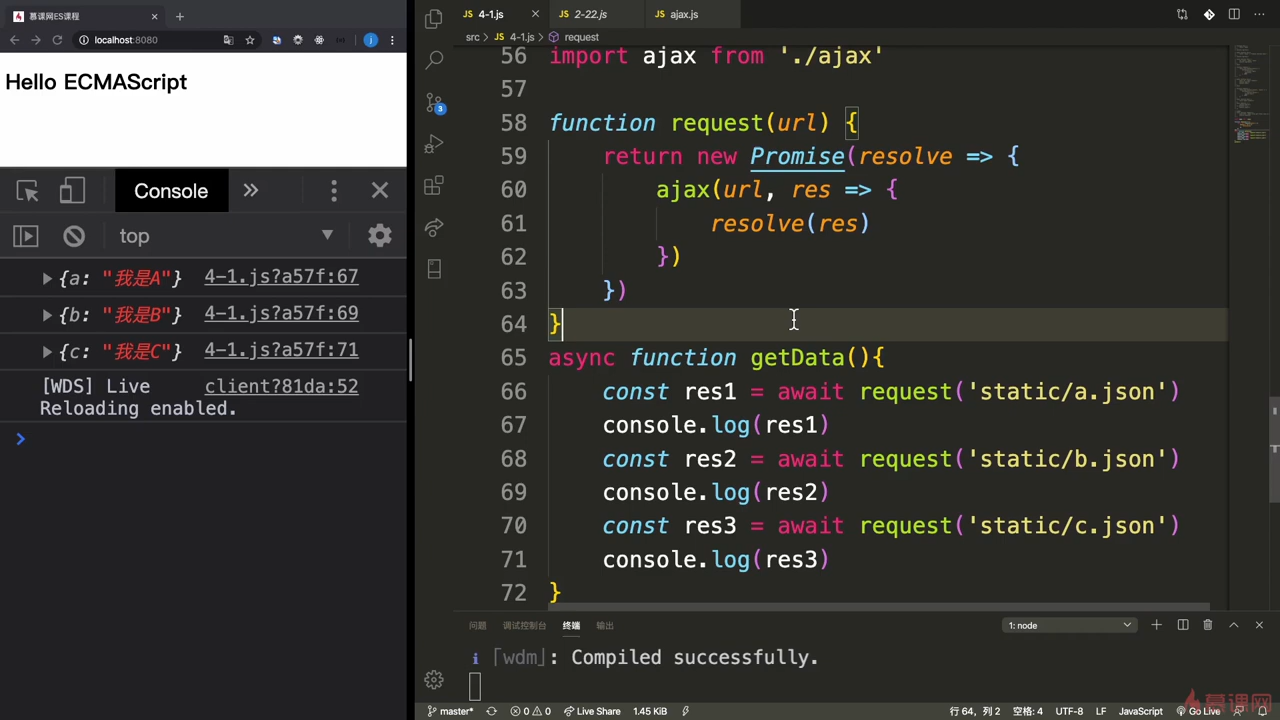 慕课网ES课程
localhost:8080
Hello ECMAScript
Console
top
{a: "我是A"} 4-1.js?a57f:67
{b: "我是B"} 4-1.js?a57f:69
{c: "我是C"} 4-1.js?a57f:71
[WDS] Live client?81da:52
Reloading enabled.
4-1.js 2-22.js ajax.js
src > JS 4-1.js > request
56 import ajax from './ajax'
57
58 function request(url) {
59 return new Promise(resolve => {
60 ajax(url, res => {
61 resolve(res)
62 })
63 })
64 }
65 async function getData(){
66 const res1 = await request('static/a.json')
67 console.log(res1)
68 const res2 = await request('static/b.json')
69 console.log(res2)
70 const res3 = await request('static/c.json')
71 console.log(res3)
72 }
问题 调试控制台 终端 输出 1: node
i ｢wdm｣: Compiled successfully.
master* 0 0 Live Share 1.45 KiB 行 64，列 2 空格: 4 UTF-8 LF JavaScript Go Live
慕课网